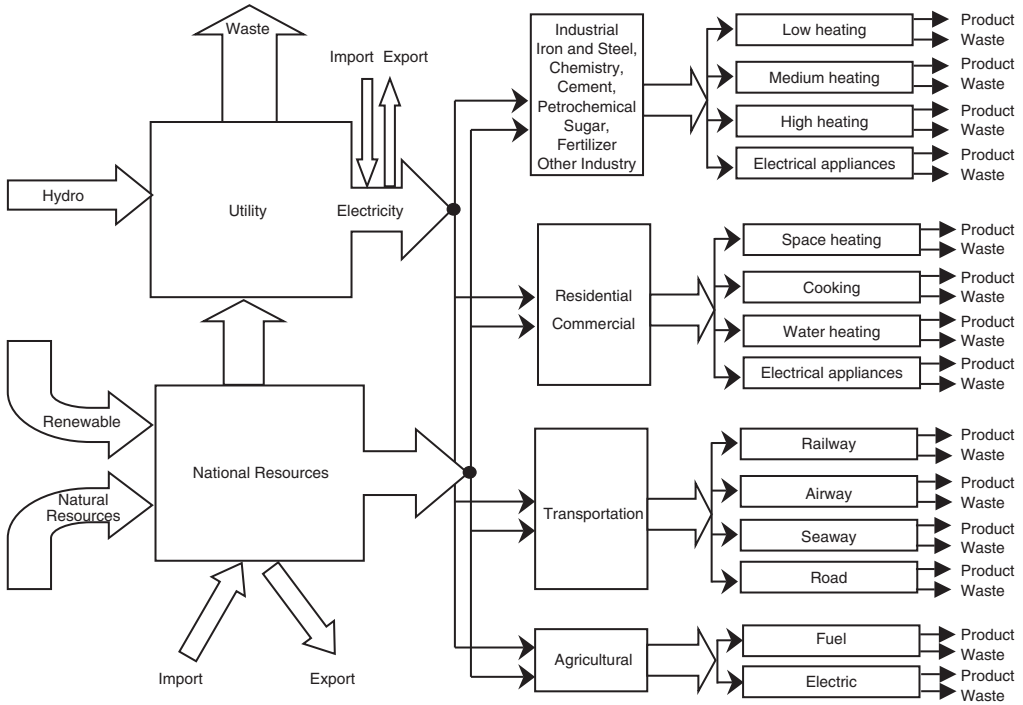 Waste
Import Export
Hydro
Utility
Electricity
Renewable
Natural
Resources
National Resources
Import
Export
Industrial
Iron and Steel,
Chemistry,
Cement,
Petrochemical
Sugar,
Fertilizer
Other Industry
Low heating
Product
Waste
Medium heating
Product
Waste
High heating
Product
Waste
Electrical appliances
Product
Waste
Residential
Commercial
Space heating
Product
Waste
Cooking
Product
Waste
Water heating
Product
Waste
Electrical appliances
Product
Waste
Transportation
Railway
Product
Waste
Airway
Product
Waste
Seaway
Product
Waste
Road
Product
Waste
Agricultural
Fuel
Product
Waste
Electric
Product
Waste